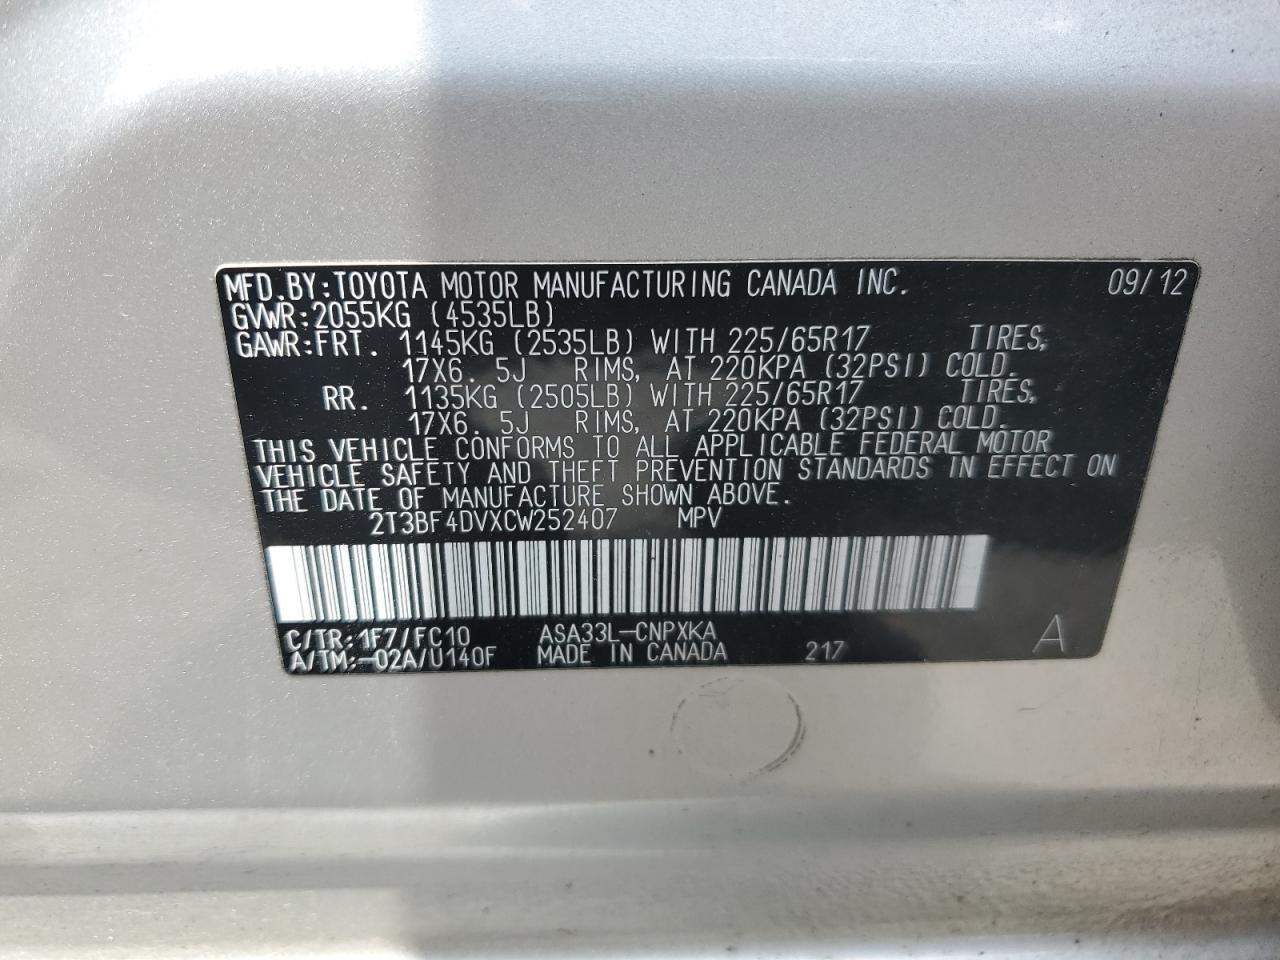 MFD.BY:TOYOTA MOTOR MANUFACTURING CANADA INC. 09/12
GVWR:2055KG (4535LB)
GAWR:FRT. 1145KG (2535LB) WITH 225/65R17 TIRES,
17X6. 5J RIMS, AT 220KPA (32PSI) COLD.
RR. 1135KG (2505LB) WITH 225/65R17 TIRES,
17X6. 5J RIMS, AT 220KPA (32PSI) COLD.
THIS VEHICLE CONFORMS TO ALL APPLICABLE FEDERAL MOTOR
VEHICLE SAFETY AND THEFT PREVENTION STANDARDS IN EFFECT ON
THE DATE OF MANUFACTURE SHOWN ABOVE.
2T3BF4DVXCW252407 MPV
C/TR:1F7/FC10 ASA33L-CNPXKA A
A/TM:-02A/U140F MADE IN CANADA 217